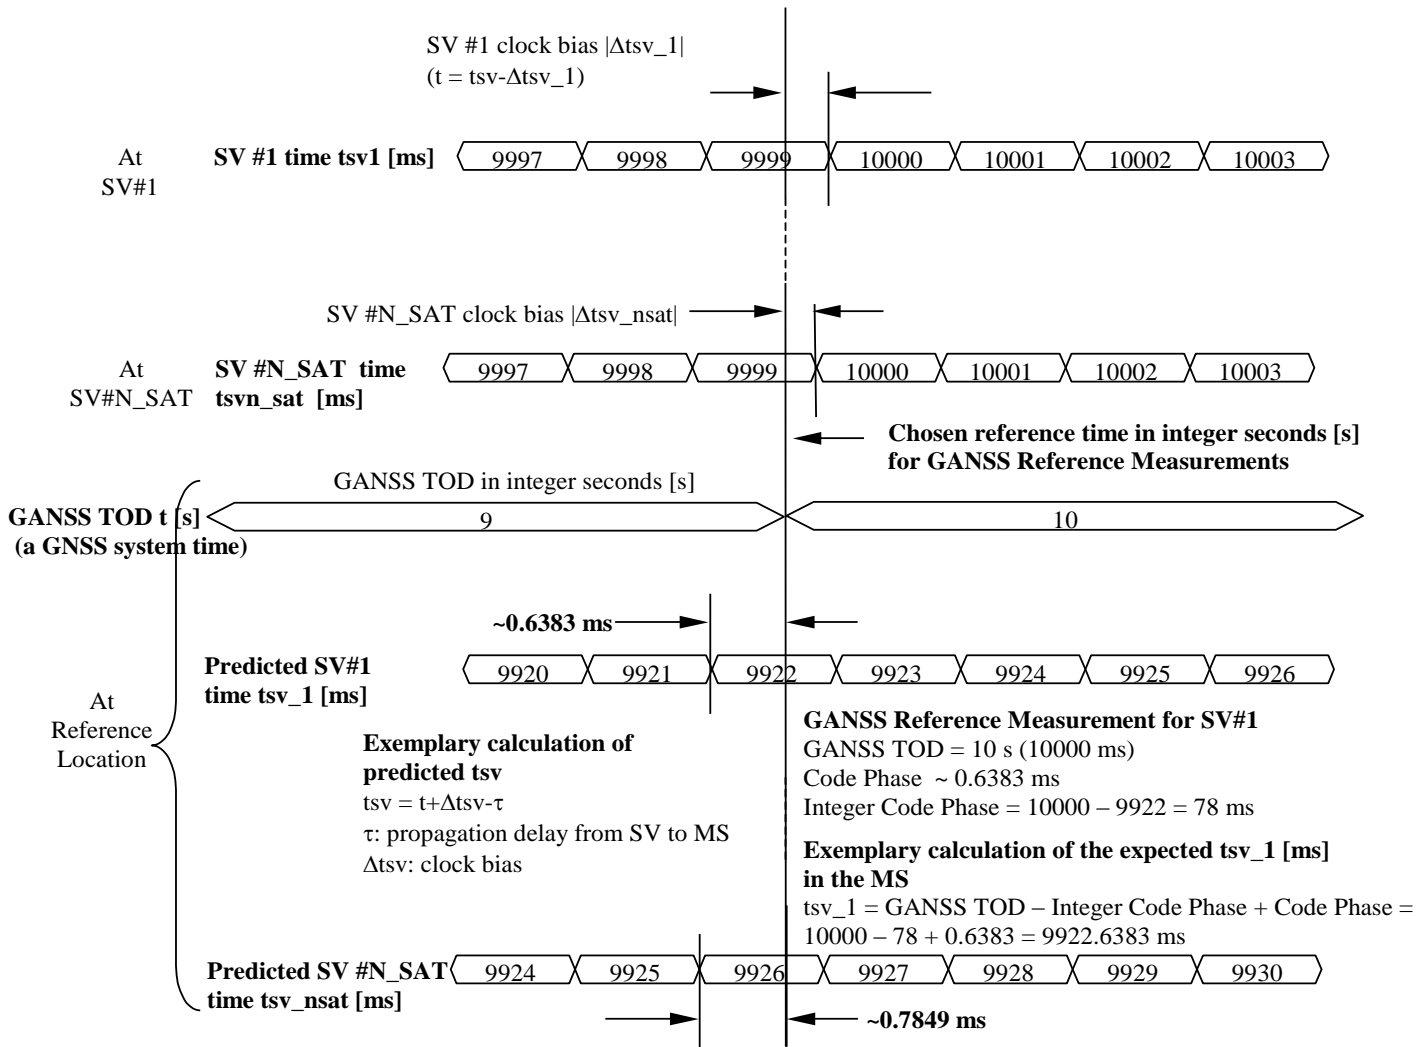 SV #1 clock bias |Δtsv_1|
(t = tsv-Δtsv_1)
At
SV#1
SV #1 time tsv1 [ms]
9997 9998 9999 10000 10001 10002 10003
SV #N_SAT clock bias |Δtsv_nsat|
At
SV#N_SAT
SV #N_SAT time
tsvn_sat [ms]
9997 9998 9999 10000 10001 10002 10003
Chosen reference time in integer seconds [s]
for GANSS Reference Measurements
GANSS TOD in integer seconds [s]
GANSS TOD t [s]
(a GNSS system time)
9 10
~0.6383 ms
Predicted SV#1
time tsv_1 [ms]
9920 9921 9922 9923 9924 9925 9926
At
Reference
Location
Exemplary calculation of
predicted tsv
tsv = t+Δtsv-τ
τ: propagation delay from SV to MS
Δtsv: clock bias
GANSS Reference Measurement for SV#1
GANSS TOD = 10 s (10000 ms)
Code Phase ~ 0.6383 ms
Integer Code Phase = 10000 – 9922 = 78 ms
Exemplary calculation of the expected tsv_1 [ms]
in the MS
tsv_1 = GANSS TOD – Integer Code Phase + Code Phase =
10000 – 78 + 0.6383 = 9922.6383 ms
Predicted SV #N_SAT
time tsv_nsat [ms]
9924 9925 9926 9927 9928 9929 9930
~0.7849 ms